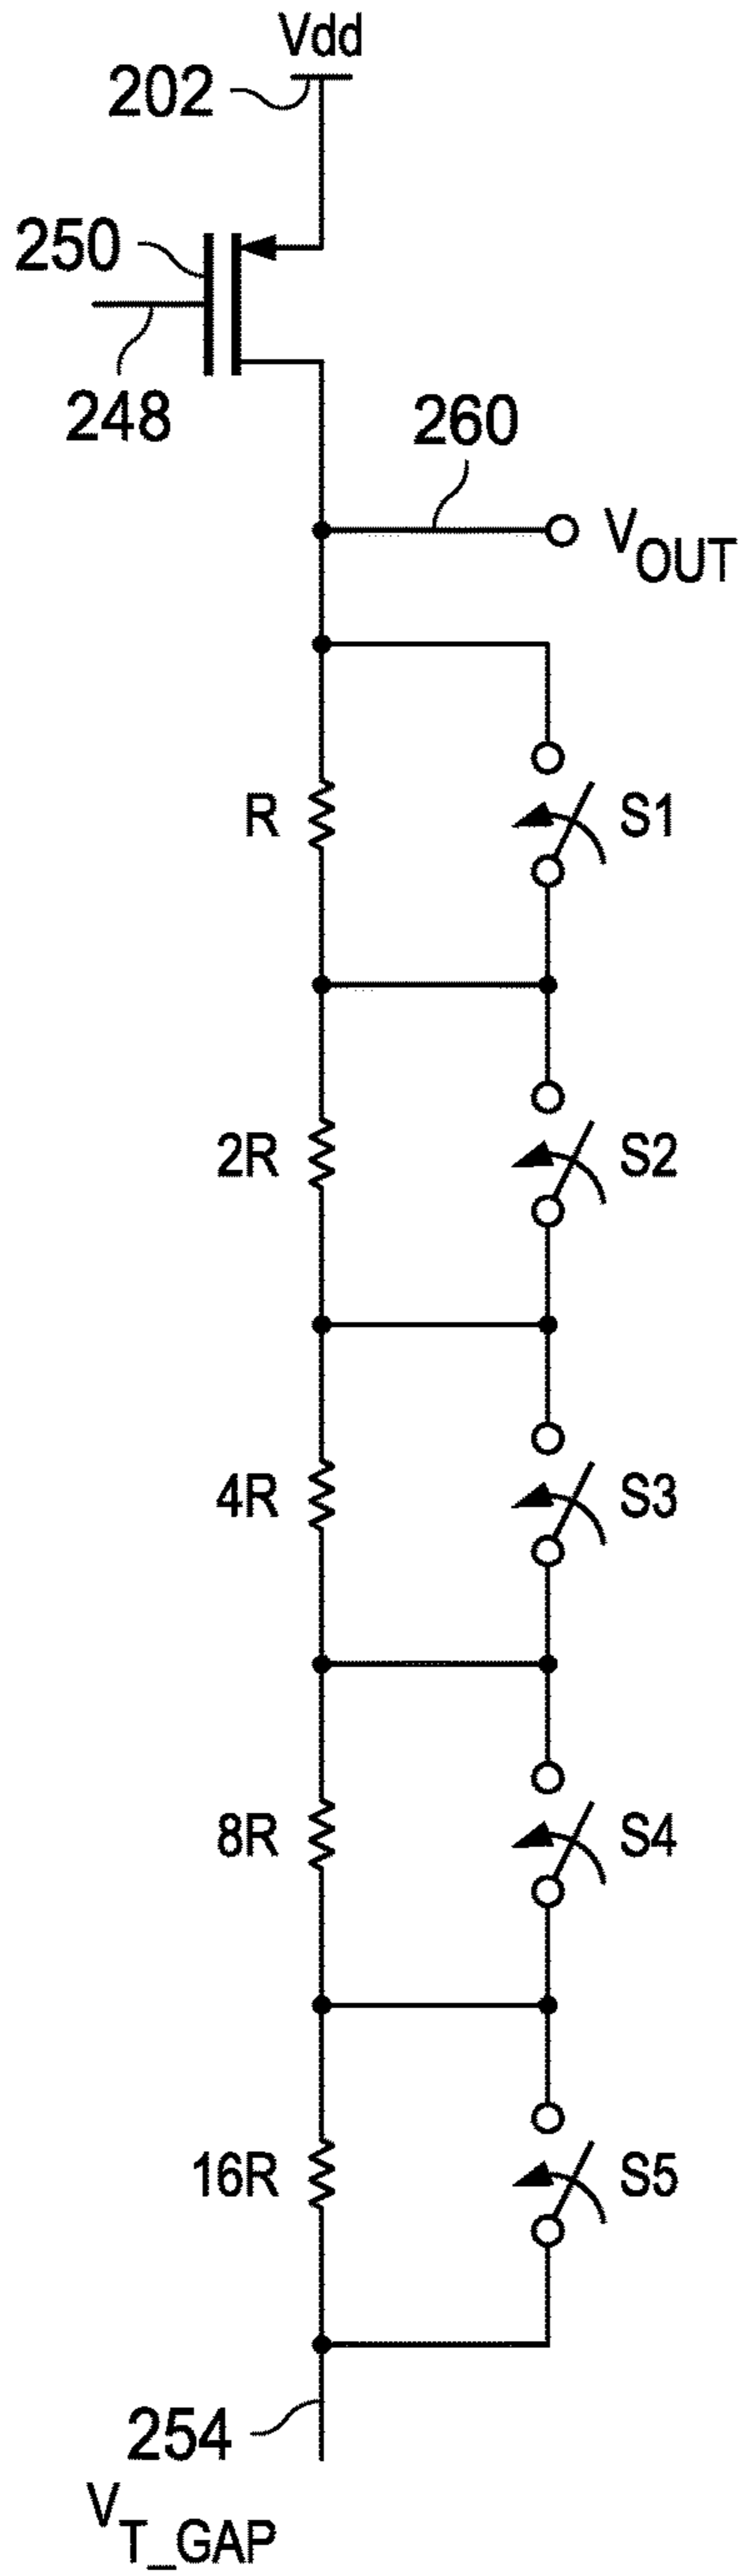 Vdd
202
250
248
260
VOUT
R
S1
2R
S2
4R
S3
8R
S4
16R
S5
254
VT_GAP